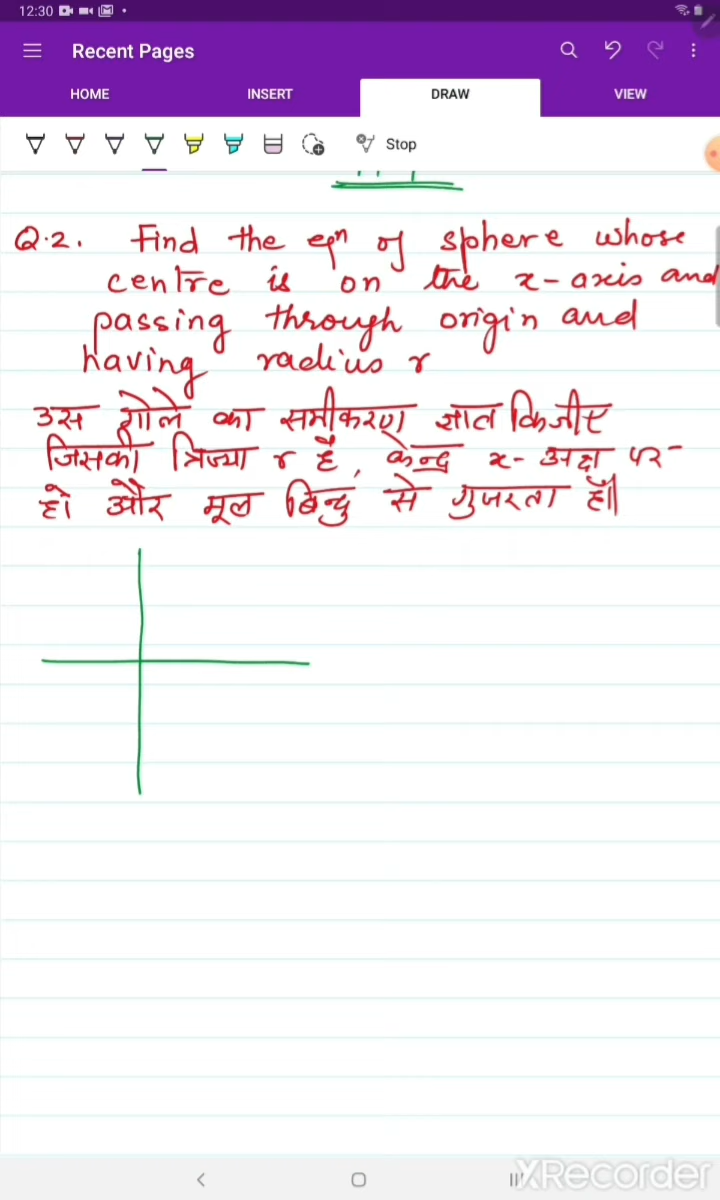 12:30
Recent Pages
HOME INSERT DRAW VIEW
Stop
Q.2. Find the eqn of sphere whose
centre is on the x-axis and
passing through origin and
having radius r
उस गोले का समीकरण ज्ञात किजीए
जिसकी त्रिज्या r है, केन्द्र x-अक्ष पर
हो और मूल बिन्दु से गुजरता हो।
XRecorder